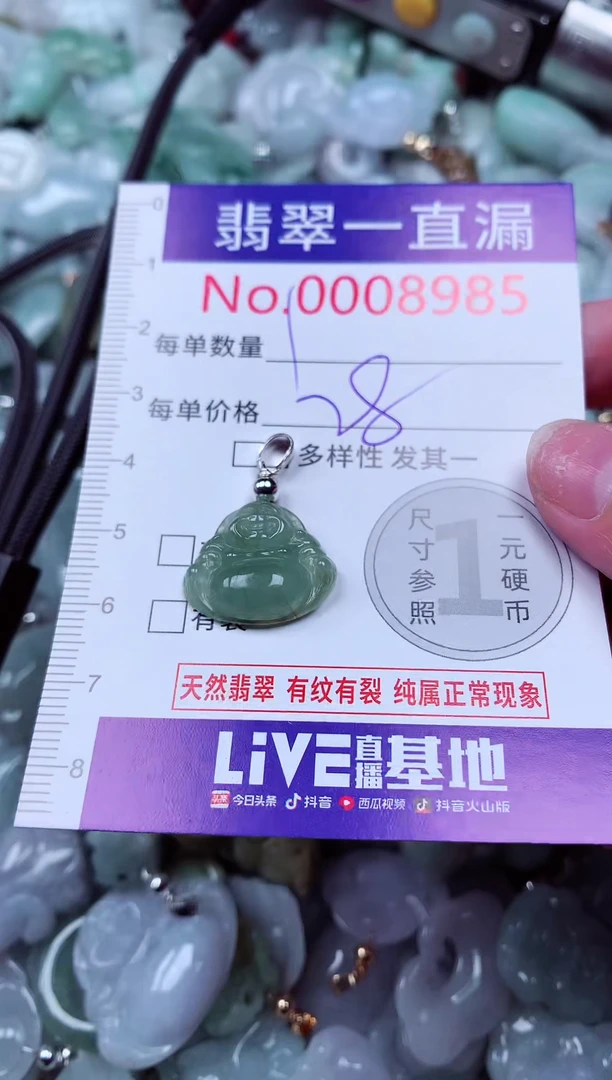 翡翠一直漏
No.0008985
每单数量
每单价格 28
多样性 发其一
尺寸参照 1 一元硬币
有裂
天然翡翠 有纹有裂 纯属正常现象
LiVE直播基地
头条 今日头条 抖音 西瓜视频 抖音火山版
0
1
2
3
4
5
6
7
8